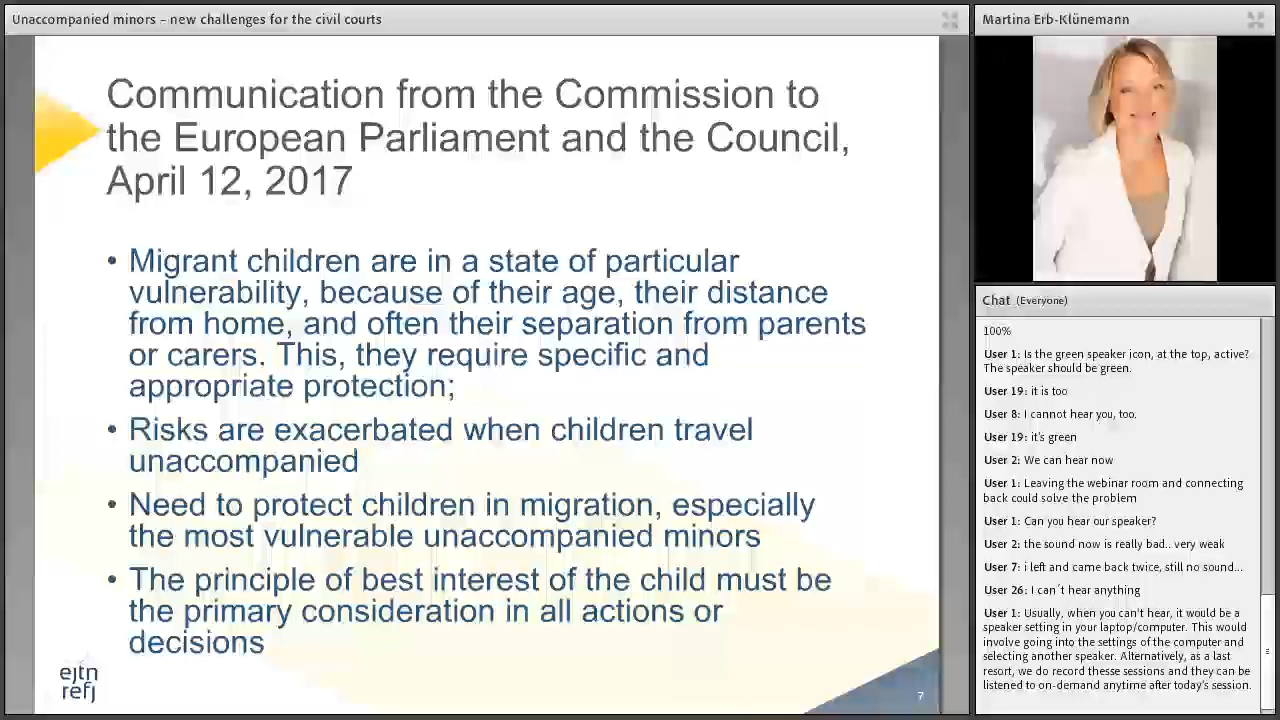 Unaccompanied minors – new challenges for the civil courts
Communication from the Commission to
the European Parliament and the Council,
April 12, 2017
• Migrant children are in a state of particular
vulnerability, because of their age, their distance
from home, and often their separation from parents
or carers. This, they require specific and
appropriate protection;
• Risks are exacerbated when children travel
unaccompanied
• Need to protect children in migration, especially
the most vulnerable unaccompanied minors
• The principle of best interest of the child must be
the primary consideration in all actions or
decisions
ejtn
refj
7
Martina Erb-Klünemann
Chat (Everyone)
100%
User 1: Is the green speaker icon, at the top, active?
The speaker should be green.
User 19: it is too
User 8: I cannot hear you, too.
User 19: it's green
User 2: We can hear now
User 1: Leaving the webinar room and connecting
back could solve the problem
User 1: Can you hear our speaker?
User 2: the sound now is really bad.. very weak
User 7: i left and came back twice, still no sound...
User 26: I can´t hear anything
User 1: Usually, when you can't hear, it would be a
speaker setting in your laptop/computer. This would
involve going into the settings of the computer and
selecting another speaker. Alternatively, as a last
resort, we do record thesse sessions and they can be
listened to on-demand anytime after today's session.